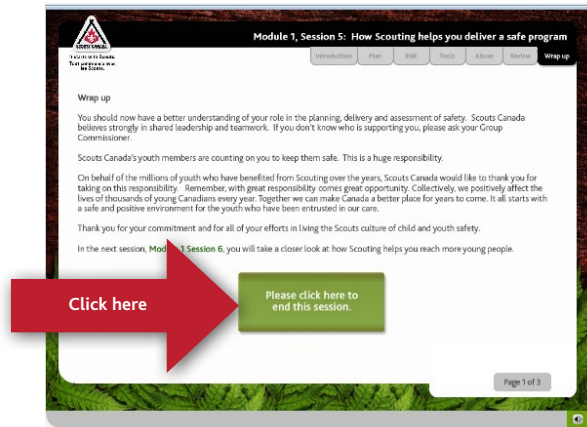 Module 1, Session 5: How Scouting helps you deliver a safe program
SCOUTS CANADA
It starts with Scouts.
Introduction Plan Risk Tools Abuse Review Wrap up
Wrap up
You should now have a better understanding of your role in the planning, delivery and assessment of safety. Scouts Canada
believes strongly in shared leadership and teamwork. If you don't know who is supporting you, please ask your Group
Commissioner.
Scouts Canada's youth members are counting on you to keep them safe. This is a huge responsibility.
On behalf of the millions of youth who have benefited from Scouting over the years, Scouts Canada would like to thank you for
taking on this responsibility. Remember, with great responsibility comes great opportunity. Collectively, we positively affect the
lives of thousands of young Canadians every year. Together we can make Canada a better place for years to come. It all starts with
a safe and positive environment for the youth who have been entrusted in our care.
Thank you for your commitment and for all of your efforts in living the Scouts culture of child and youth safety.
In the next session, Module 1 Session 6, you will take a closer look at how Scouting helps you reach more young people.
Click here
Please click here to
end this session.
Page 1 of 3